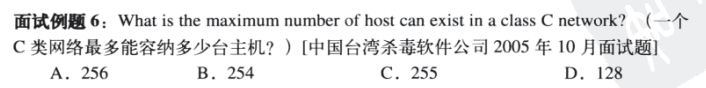 面试例题 6：What is the maximum number of host can exist in a class C network? （一个
C 类网络最多能容纳多少台主机？）[中国台湾杀毒软件公司 2005 年 10 月面试题]
A．256 B．254 C．255 D．128